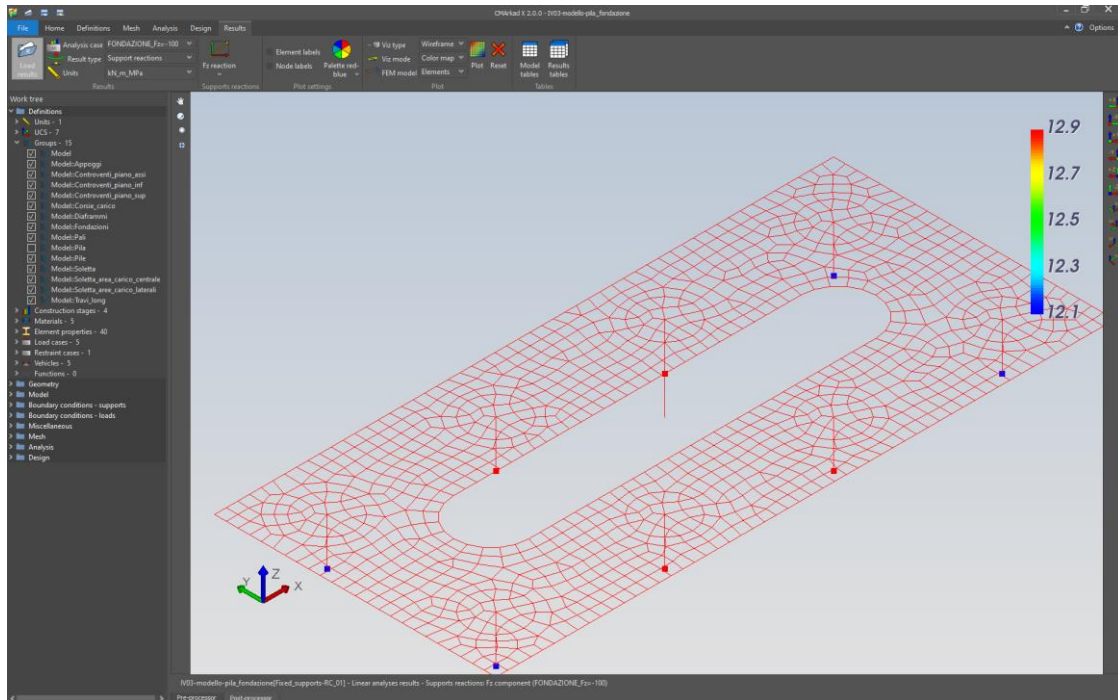 CMArkad X 2.0.0 - IV03-modello-pila_fondazione
File Home Definitions Mesh Analysis Design Results
Options
Load results
Analysis case FONDAZIONE_Fz=-100
Result type Support reactions
Units kN_m_MPa
Results
Fz reaction
Supports reactions
Element labels
Node labels
Palette red-blue
Plot settings
Viz type Wireframe
Viz mode Color map
FEM model Elements
Plot Reset
Plot
Model tables
Results tables
Tables
Work tree
Definitions
Units - 1
UCS - 7
Groups - 15
Model
Model::Appoggi
Model::Controventi_piano_assi
Model::Controventi_piano_inf
Model::Controventi_piano_sup
Model::Corsie_carico
Model::Diaframmi
Model::Fondazioni
Model::Pali
Model::Pila
Model::Pile
Model::Soletta
Model::Soletta_area_carico_centrale
Model::Soletta_aree_carico_laterali
Model::Travi_long
Construction stages - 4
Materials - 5
Element properties - 40
Load cases - 5
Restraint cases - 1
Vehicles - 3
Functions - 0
Geometry
Model
Boundary conditions - supports
Boundary conditions - loads
Miscellaneous
Mesh
Analysis
Design
12.9
12.7
12.5
12.3
12.1
Z
Y
X
IV03-modello-pila_fondazione[Fixed_supports-RC_01] - Linear analyses results - Supports reactions: Fz component (FONDAZIONE_Fz=-100)
Pre-processor Post-processor